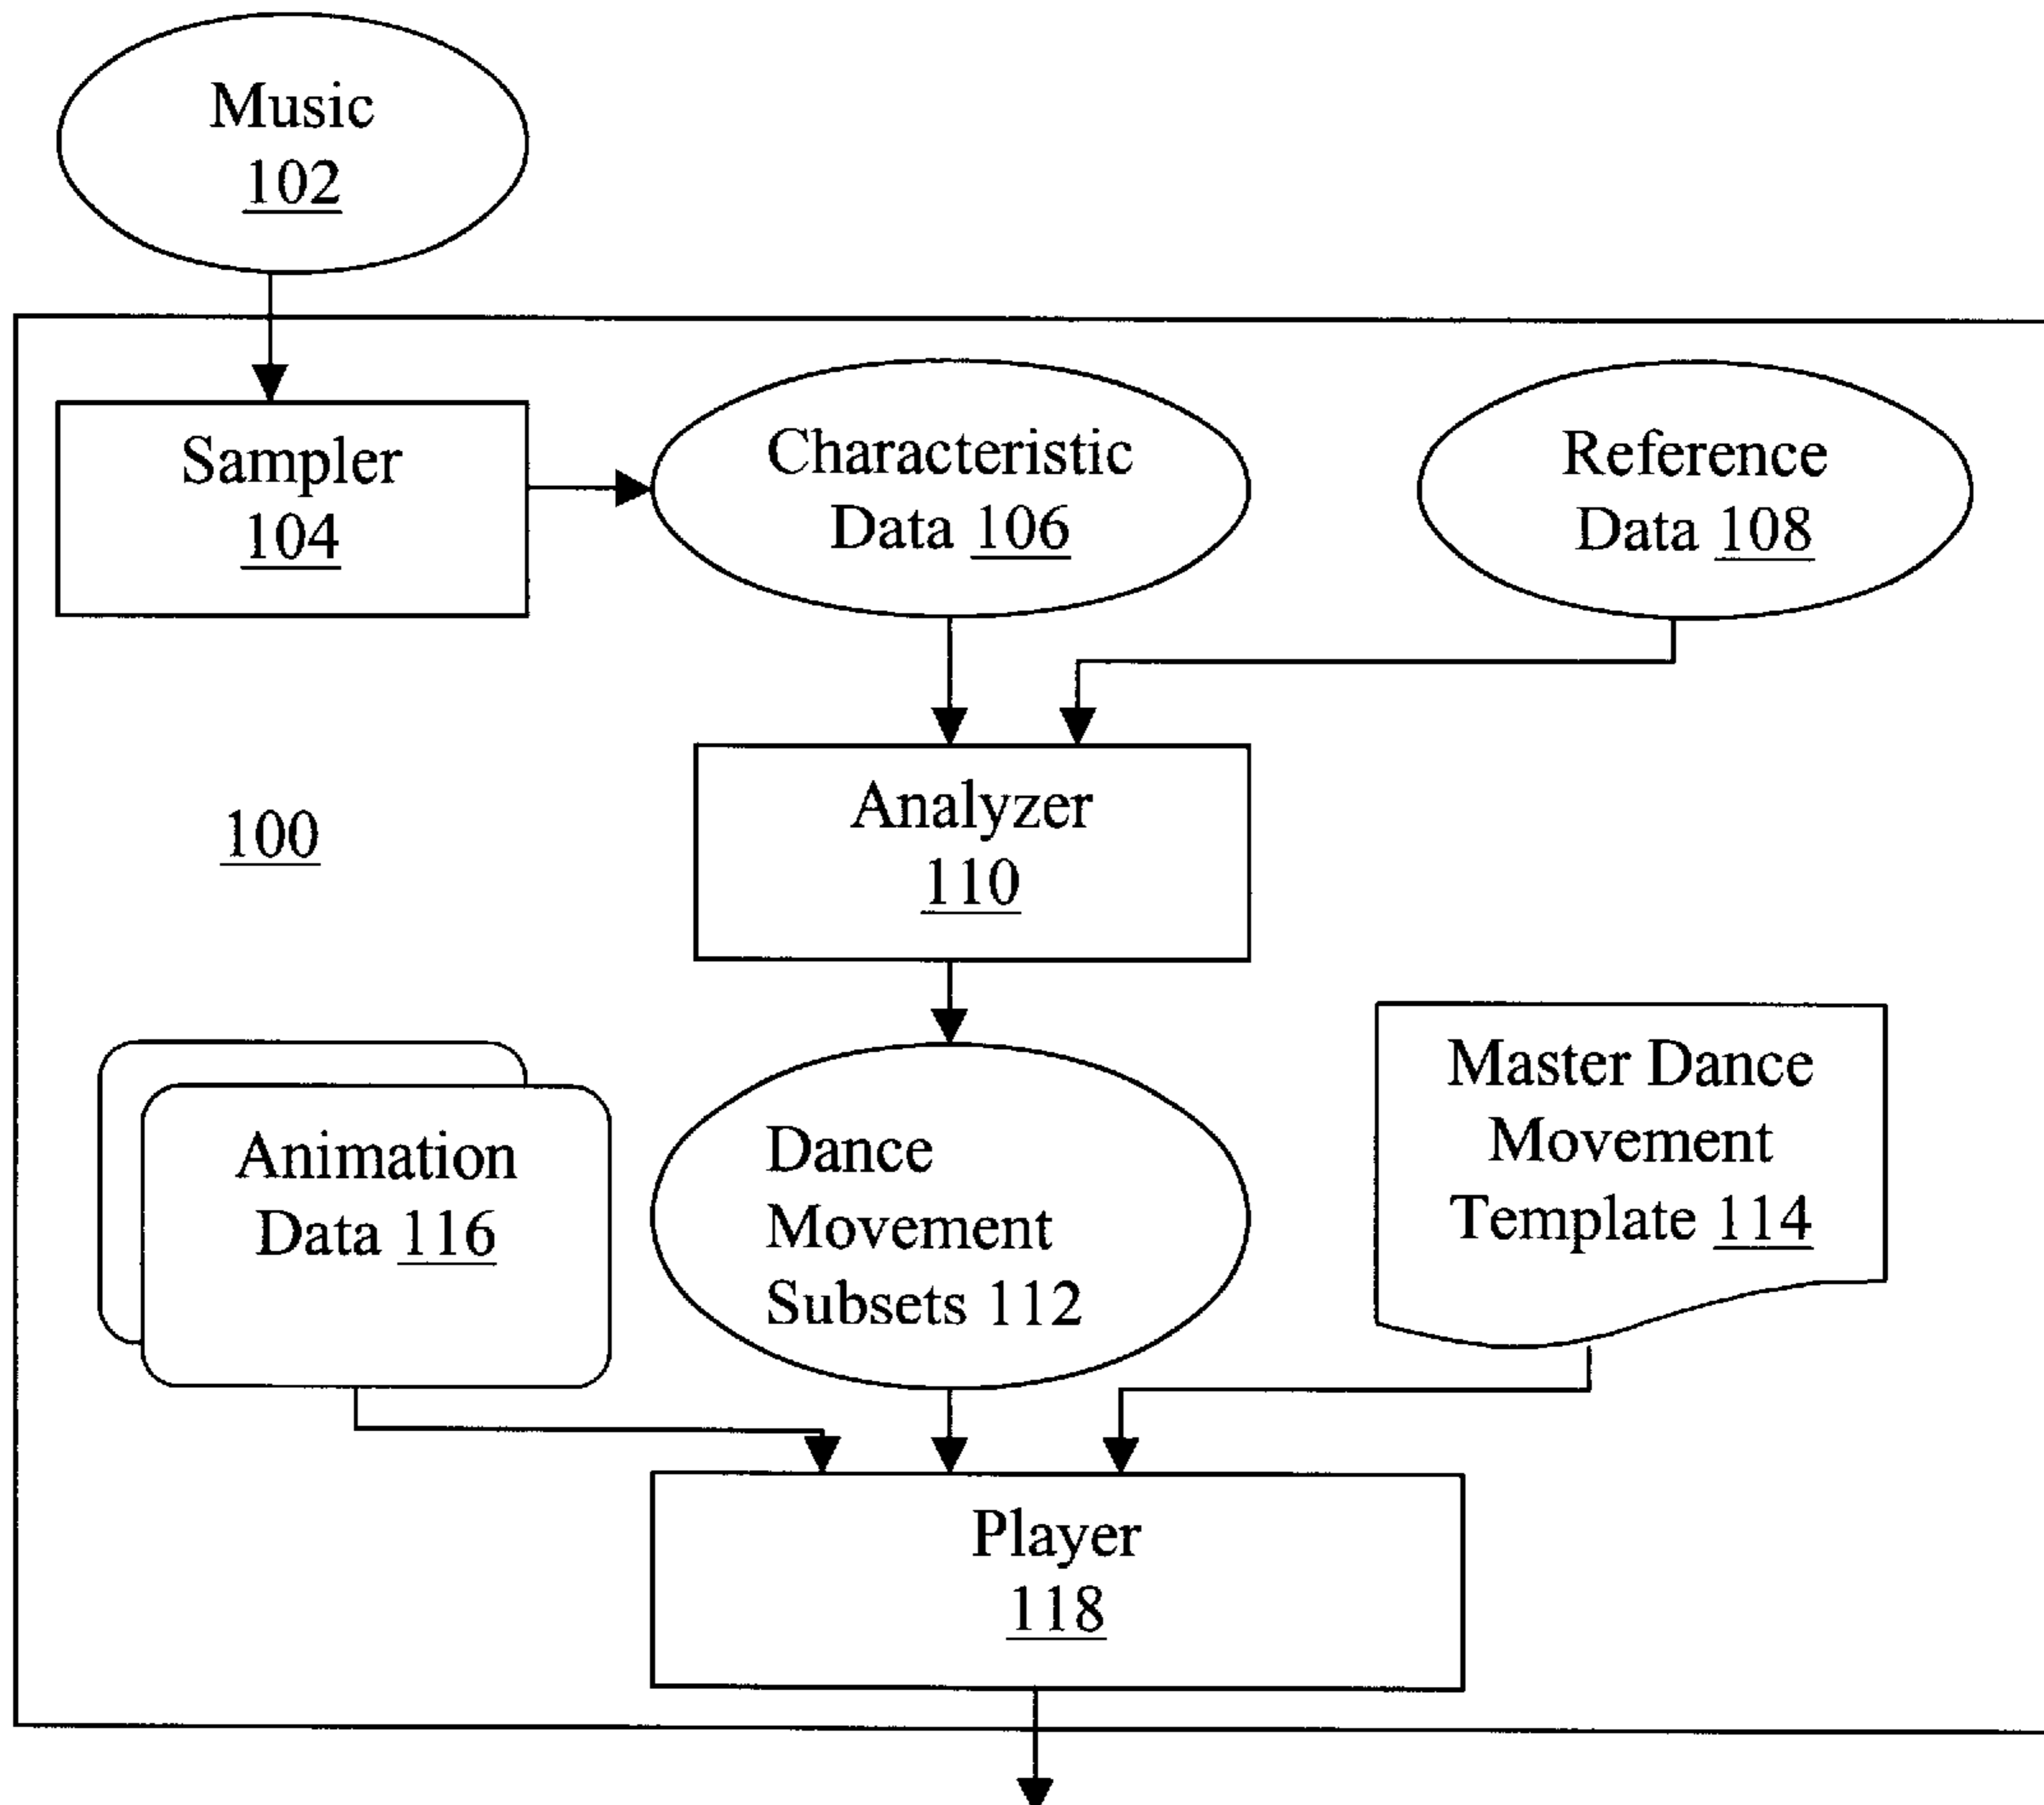 Music
102
Sampler
104
Characteristic
Data 106
Reference
Data 108
Analyzer
110
100
Animation
Data 116
Dance
Movement
Subsets 112
Master Dance
Movement
Template 114
Player
118